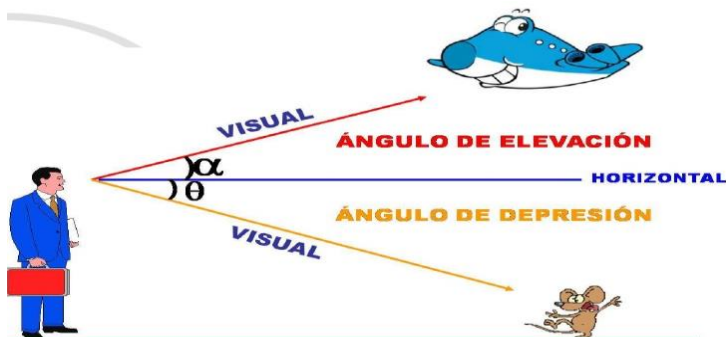 VISUAL
ÁNGULO DE ELEVACIÓN
α
HORIZONTAL
θ
ÁNGULO DE DEPRESIÓN
VISUAL